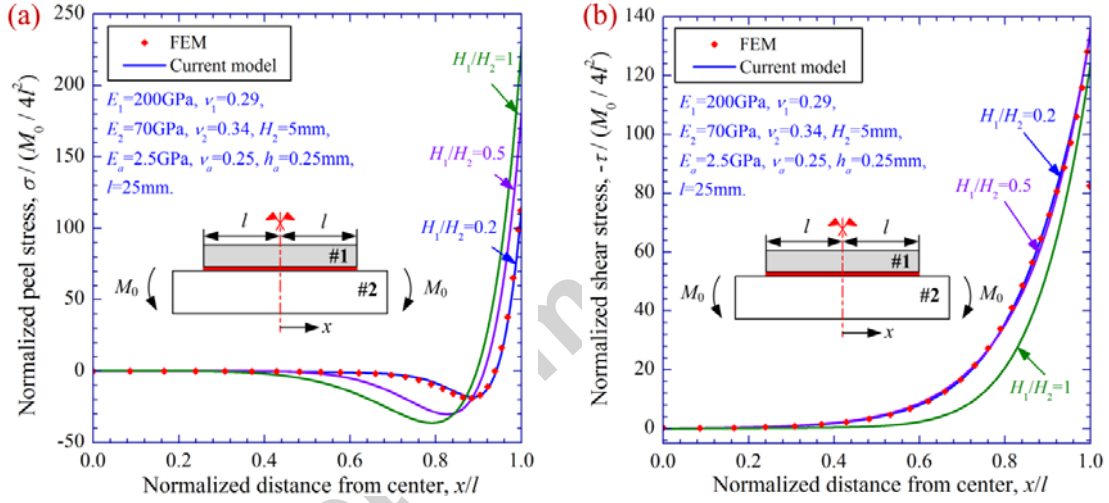 (a)
Normalized peel stress, σ / (M₀ / 4l²)
250
200
150
100
50
0
-50
FEM
Current model
E₁=200GPa, ν₁=0.29,
E₂=70GPa, ν₂=0.34, H₂=5mm,
Eₐ=2.5GPa, νₐ=0.25, hₐ=0.25mm,
l=25mm.
H₁/H₂=1
H₁/H₂=0.5
H₁/H₂=0.2
l l
#1
#2
M₀ M₀
x
0.0 0.2 0.4 0.6 0.8 1.0
Normalized distance from center, x/l
(b)
Normalized shear stress, -τ / (M₀ / 4l²)
140
120
100
80
60
40
20
0
FEM
Current model
E₁=200GPa, ν₁=0.29,
E₂=70GPa, ν₂=0.34, H₂=5mm,
Eₐ=2.5GPa, νₐ=0.25, hₐ=0.25mm,
l=25mm.
H₁/H₂=0.2
H₁/H₂=0.5
H₁/H₂=1
l l
#1
#2
M₀ M₀
x
0.0 0.2 0.4 0.6 0.8 1.0
Normalized distance from center, x/l